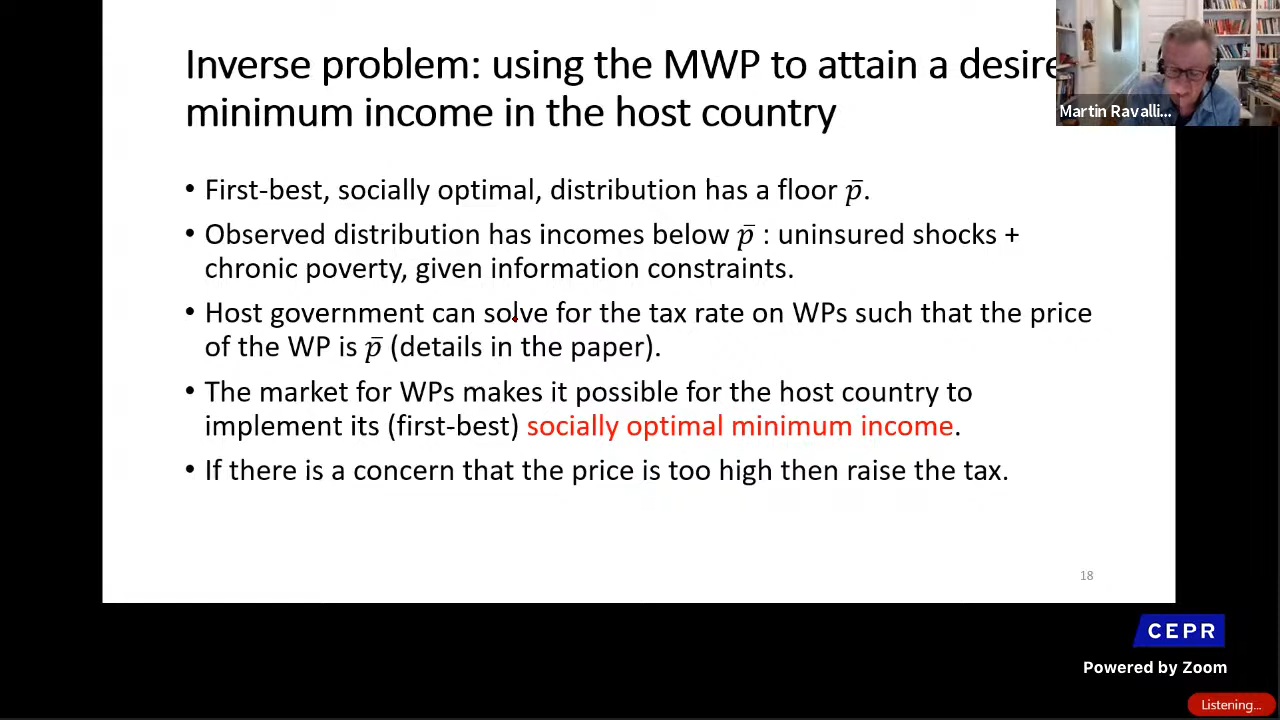 Inverse problem: using the MWP to attain a desire
minimum income in the host country
Martin Ravalli...
• First-best, socially optimal, distribution has a floor p̄.
• Observed distribution has incomes below p̄ : uninsured shocks +
chronic poverty, given information constraints.
• Host government can solve for the tax rate on WPs such that the price
of the WP is p̄ (details in the paper).
• The market for WPs makes it possible for the host country to
implement its (first-best) socially optimal minimum income.
• If there is a concern that the price is too high then raise the tax.
18
CEPR
Powered by Zoom
Listening...